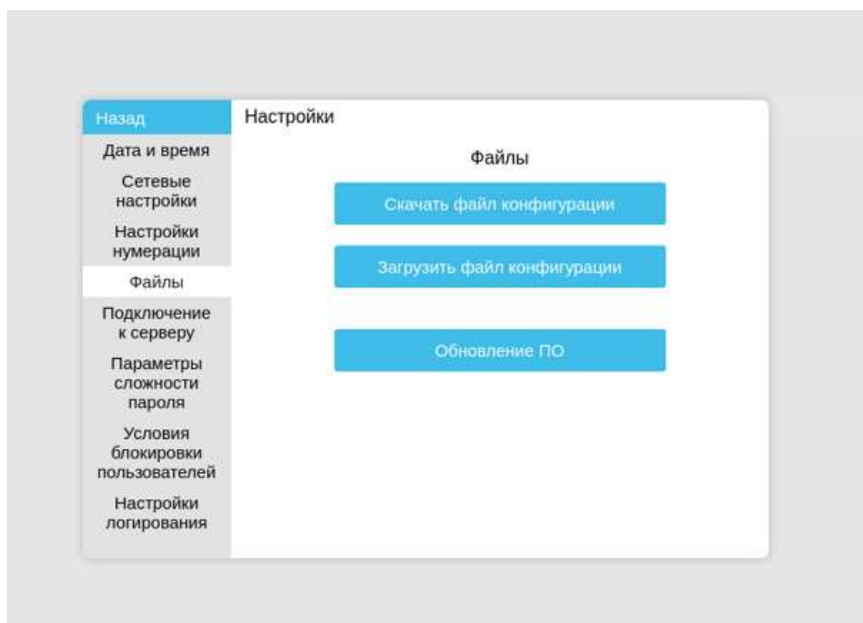 Назад
Дата и время
Сетевые
настройки
Настройки
нумерации
Файлы
Подключение
к серверу
Параметры
сложности
пароля
Условия
блокировки
пользователей
Настройки
логирования
Настройки
Файлы
Скачать файл конфигурации
Загрузить файл конфигурации
Обновление ПО